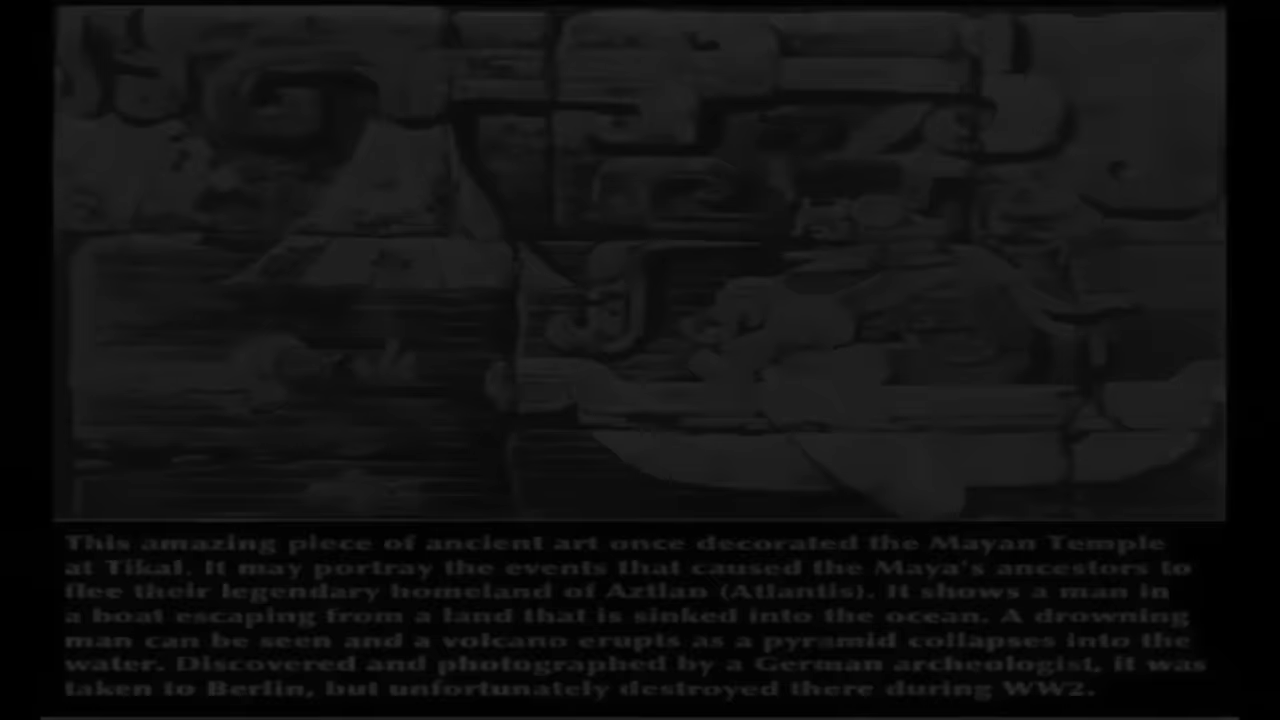 This amazing piece of ancient art once decorated the Mayan Temple
at Tikal. It may portray the events that caused the Maya's ancestors to
flee their legendary homeland of Aztlan (Atlantis). It shows a man in
a boat escaping from a land that is sinked into the ocean. A drowning
man can be seen and a volcano erupts as a pyramid collapses into the
water. Discovered and photographed by a German archeologist, it was
taken to Berlin, but unfortunately destroyed there during WW2.